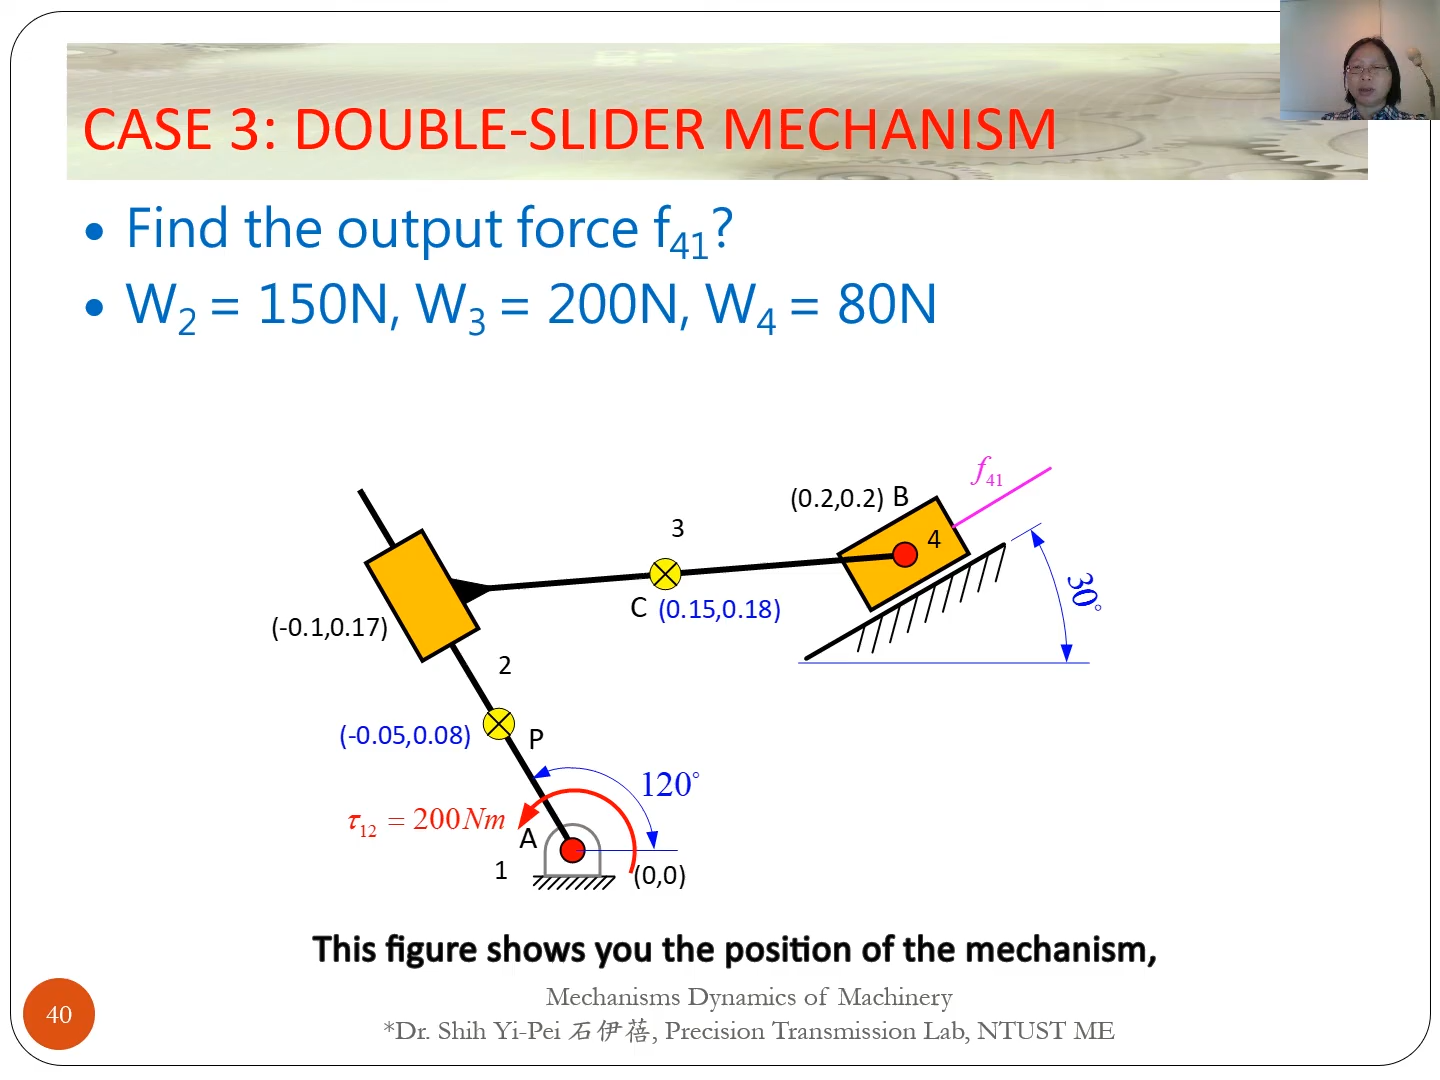 CASE 3: DOUBLE-SLIDER MECHANISM
• Find the output force f41?
• W2 = 150N, W3 = 200N, W4 = 80N
f41
(0.2,0.2) B
3
4
C (0.15,0.18)
30°
(-0.1,0.17)
2
(-0.05,0.08)
P
120°
τ12 = 200Nm
A
1
(0,0)
This figure shows you the position of the mechanism,
40
Mechanisms Dynamics of Machinery
*Dr. Shih Yi-Pei 石伊蓓, Precision Transmission Lab, NTUST ME